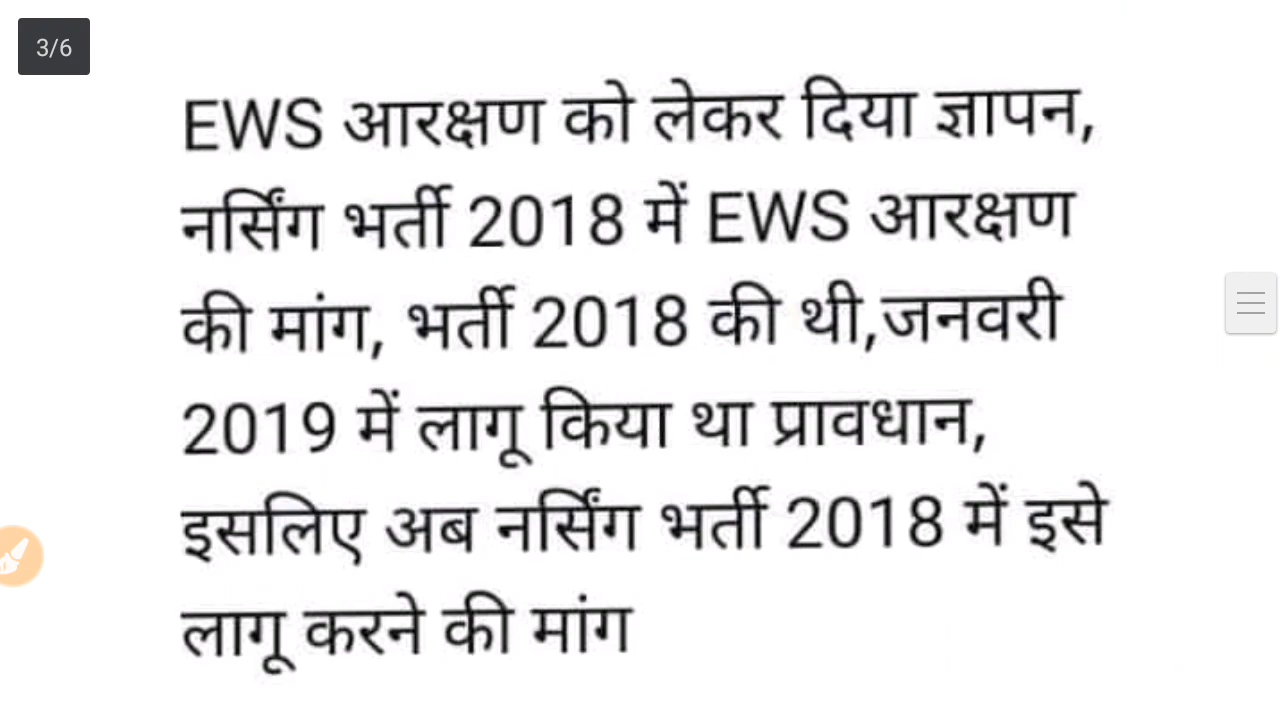 3/6
EWS आरक्षण को लेकर दिया ज्ञापन,
नर्सिंग भर्ती 2018 में EWS आरक्षण
की मांग, भर्ती 2018 की थी,जनवरी
2019 में लागू किया था प्रावधान,
इसलिए अब नर्सिंग भर्ती 2018 में इसे
लागू करने की मांग